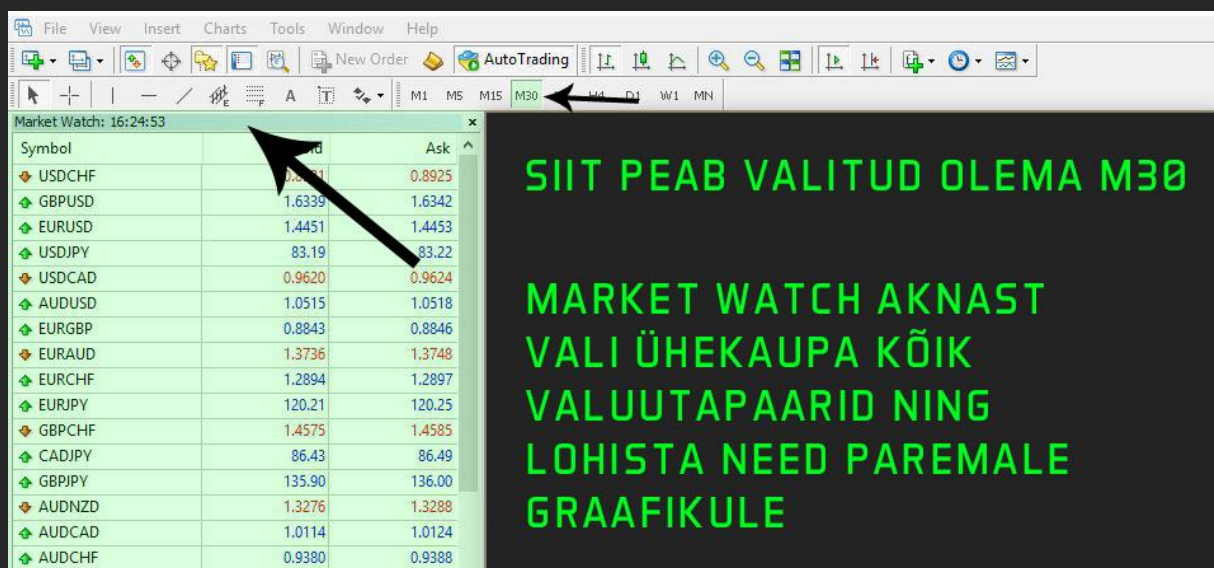 File View Insert Charts Tools Window Help
New Order AutoTrading
A T M1 M5 M15 M30 H4 D1 W1 MN
Market Watch: 16:24:53
Symbol Ask
USDCHF 0.8925
GBPUSD 1.6339 1.6342
EURUSD 1.4451 1.4453
USDJPY 83.19 83.22
USDCAD 0.9620 0.9624
AUDUSD 1.0515 1.0518
EURGBP 0.8843 0.8846
EURAUD 1.3736 1.3748
EURCHF 1.2894 1.2897
EURJPY 120.21 120.25
GBPCHF 1.4575 1.4585
CADJPY 86.43 86.49
GBPJPY 135.90 136.00
AUDNZD 1.3276 1.3288
AUDCAD 1.0114 1.0124
AUDCHF 0.9380 0.9388
SIIT PEAB VALITUD OLEMA M30
MARKET WATCH AKNAST
VALI ÜHEKAUPA KÕIK
VALUUTAPAARID NING
LOHISTA NEED PAREMALE
GRAAFIKULE